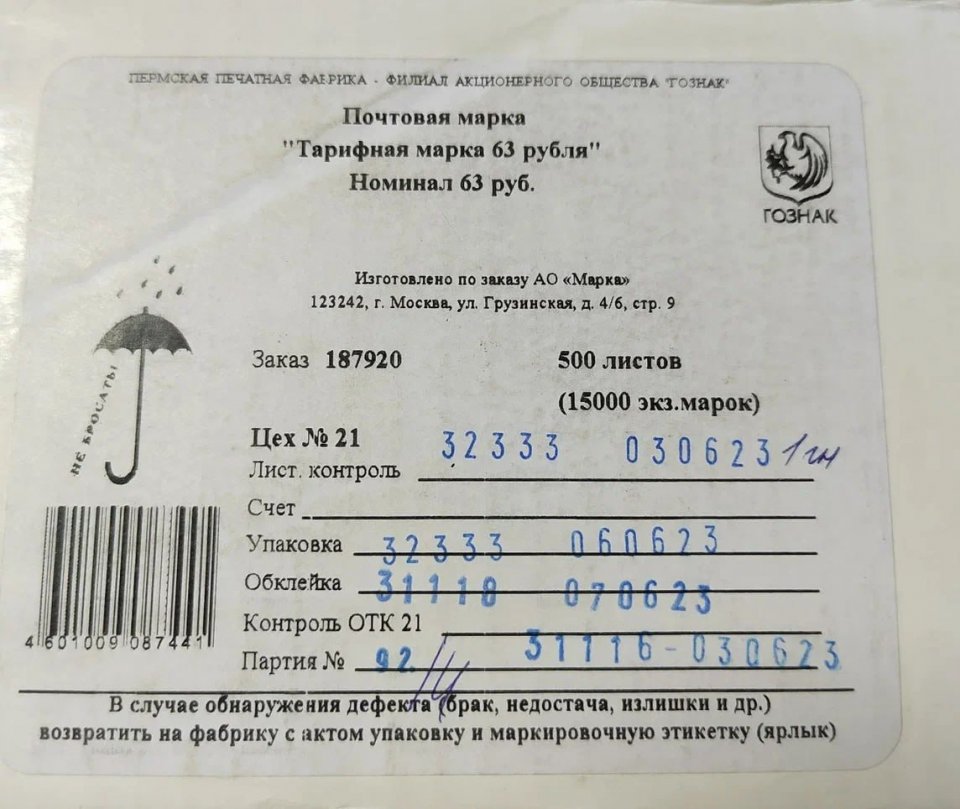 ПЕРМСКАЯ ПЕЧАТНАЯ ФАБРИКА - ФИЛИАЛ АКЦИОНЕРНОГО ОБЩЕСТВА "ГОЗНАК"
Почтовая марка
"Тарифная марка 63 рубля"
Номинал 63 руб.
ГОЗНАК
Изготовлено по заказу АО «Марка»
123242, г. Москва, ул. Грузинская, д. 4/6, стр. 9
НЕ БРОСАТЬ!
Заказ 187920 500 листов
(15000 экз.марок)
Цех № 21 32333 030623 1гн
Лист. контроль
Счет
Упаковка 32333 060623
Обклейка 31118 070623
Контроль ОТК 21
Партия № 92 31116-030623
4 601009 087441
В случае обнаружения дефекта (брак, недостача, излишки и др.)
возвратить на фабрику с актом упаковку и маркировочную этикетку (ярлык)